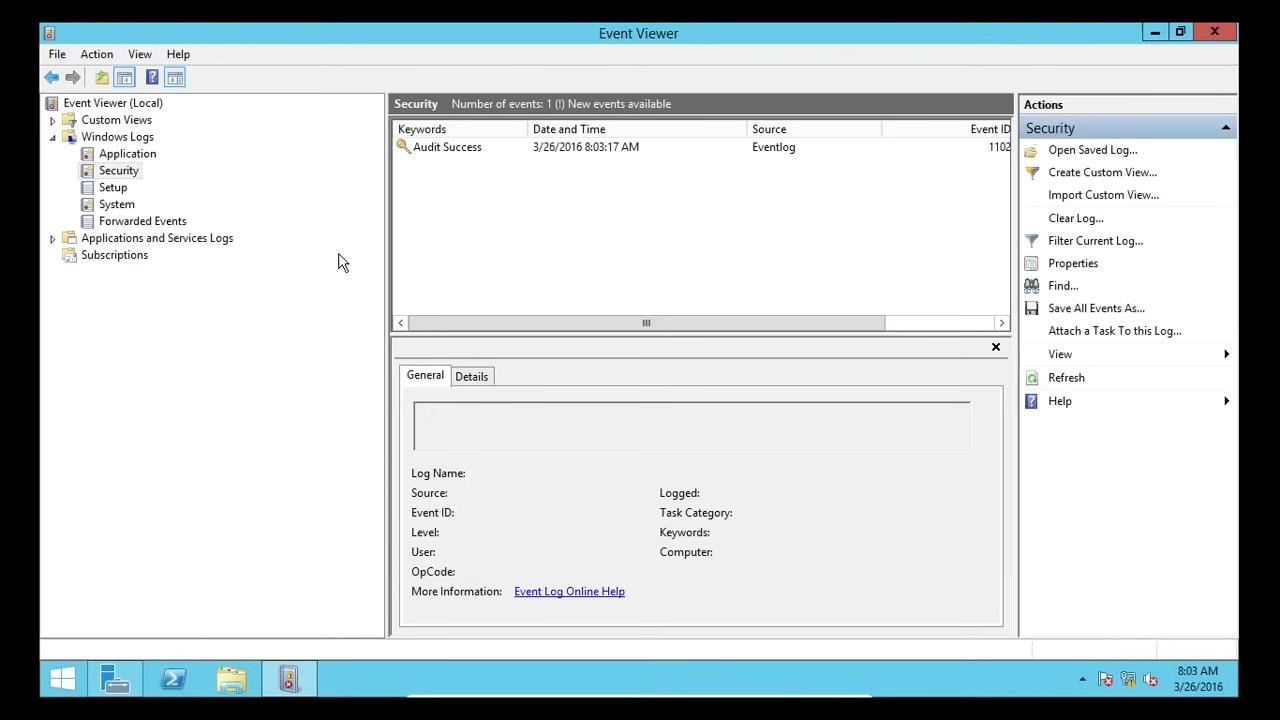 Event Viewer
File Action View Help
Event Viewer (Local)
Custom Views
Windows Logs
Application
Security
Setup
System
Forwarded Events
Applications and Services Logs
Subscriptions
Security Number of events: 1 (!) New events available
Keywords Date and Time Source Event ID
Audit Success 3/26/2016 8:03:17 AM Eventlog 1102
General Details
Log Name:
Source: Logged:
Event ID: Task Category:
Level: Keywords:
User: Computer:
OpCode:
More Information: Event Log Online Help
Actions
Security
Open Saved Log...
Create Custom View...
Import Custom View...
Clear Log...
Filter Current Log...
Properties
Find...
Save All Events As...
Attach a Task To this Log...
View
Refresh
Help
8:03 AM
3/26/2016